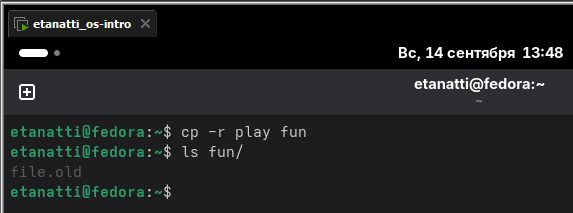 etanatti_os-intro
Вс, 14 сентября 13:48
etanatti@fedora:~
~
etanatti@fedora:~$ cp -r play fun
etanatti@fedora:~$ ls fun/
file.old
etanatti@fedora:~$